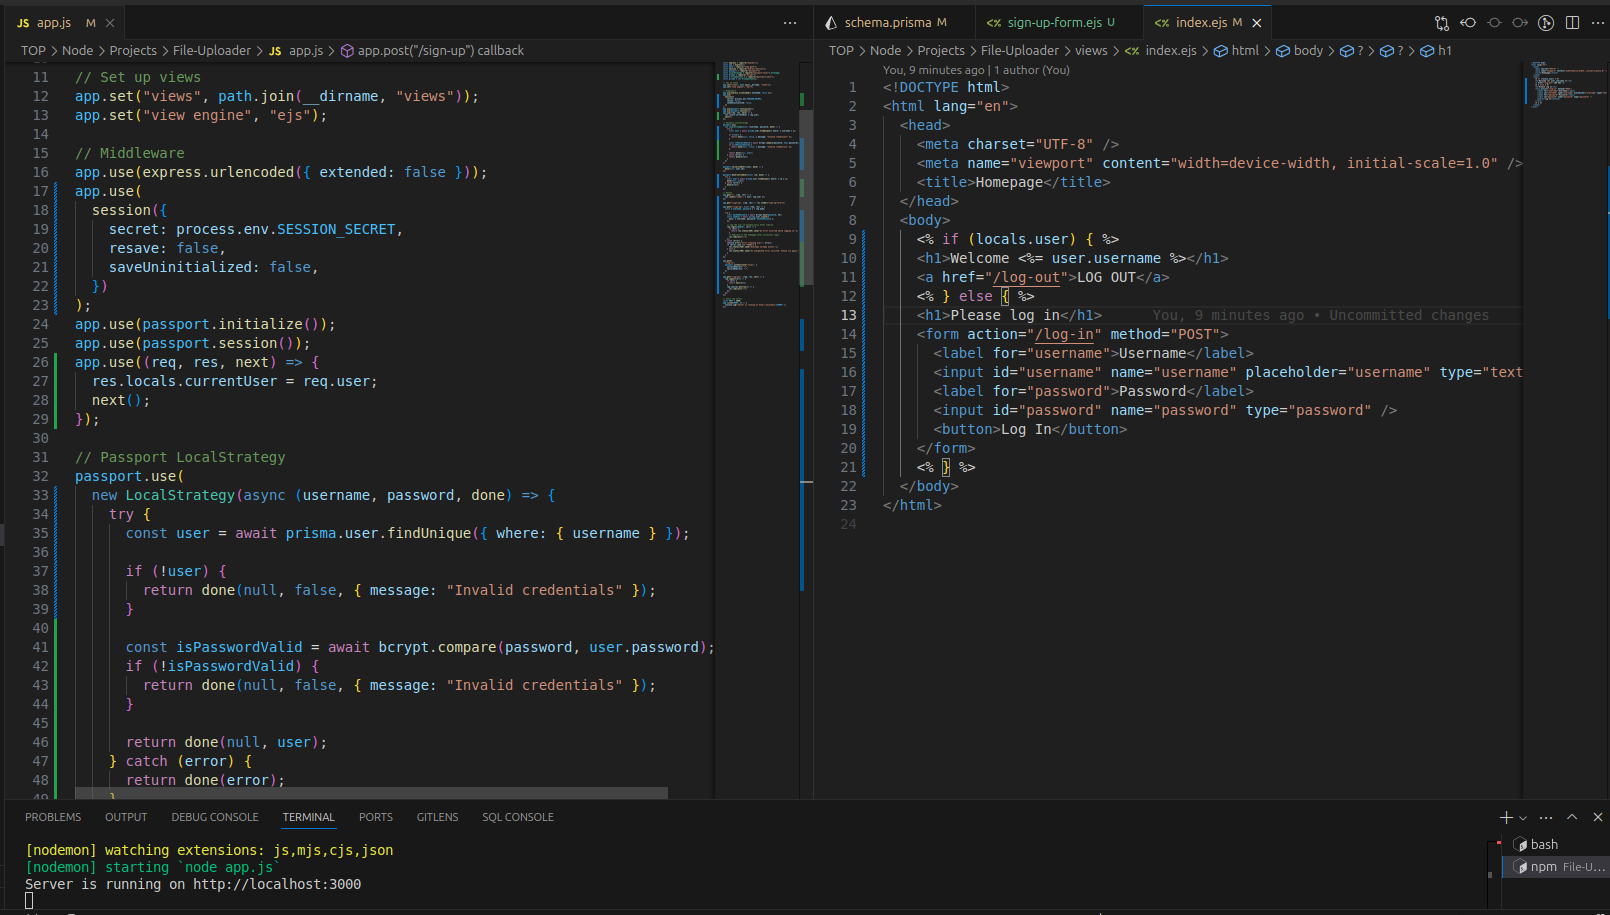 JS app.js M
schema.prisma M
<% sign-up-form.ejs U
<% index.ejs M
TOP > Node > Projects > File-Uploader > JS app.js > app.post("/sign-up") callback
11 // Set up views
12 app.set("views", path.join(__dirname, "views"));
13 app.set("view engine", "ejs");
14
15 // Middleware
16 app.use(express.urlencoded({ extended: false }));
17 app.use(
18 session({
19 secret: process.env.SESSION_SECRET,
20 resave: false,
21 saveUninitialized: false,
22 })
23 );
24 app.use(passport.initialize());
25 app.use(passport.session());
26 app.use((req, res, next) => {
27 res.locals.currentUser = req.user;
28 next();
29 });
30
31 // Passport LocalStrategy
32 passport.use(
33 new LocalStrategy(async (username, password, done) => {
34 try {
35 const user = await prisma.user.findUnique({ where: { username } });
36
37 if (!user) {
38 return done(null, false, { message: "Invalid credentials" });
39 }
40
41 const isPasswordValid = await bcrypt.compare(password, user.password);
42 if (!isPasswordValid) {
43 return done(null, false, { message: "Invalid credentials" });
44 }
45
46 return done(null, user);
47 } catch (error) {
48 return done(error);
49 }
TOP > Node > Projects > File-Uploader > views > <% index.ejs > html > body > ? > ? > h1
You, 9 minutes ago | 1 author (You)
1 <!DOCTYPE html>
2 <html lang="en">
3 <head>
4 <meta charset="UTF-8" />
5 <meta name="viewport" content="width=device-width, initial-scale=1.0" />
6 <title>Homepage</title>
7 </head>
8 <body>
9 <% if (locals.user) { %>
10 <h1>Welcome <%= user.username %></h1>
11 <a href="/log-out">LOG OUT</a>
12 <% } else { %>
13 <h1>Please log in</h1> You, 9 minutes ago • Uncommitted changes
14 <form action="/log-in" method="POST">
15 <label for="username">Username</label>
16 <input id="username" name="username" placeholder="username" type="text
17 <label for="password">Password</label>
18 <input id="password" name="password" type="password" />
19 <button>Log In</button>
20 </form>
21 <% } %>
22 </body>
23 </html>
24
PROBLEMS OUTPUT DEBUG CONSOLE TERMINAL PORTS GITLENS SQL CONSOLE
[nodemon] watching extensions: js,mjs,cjs,json
[nodemon] starting `node app.js`
Server is running on http://localhost:3000
bash
npm File-U...